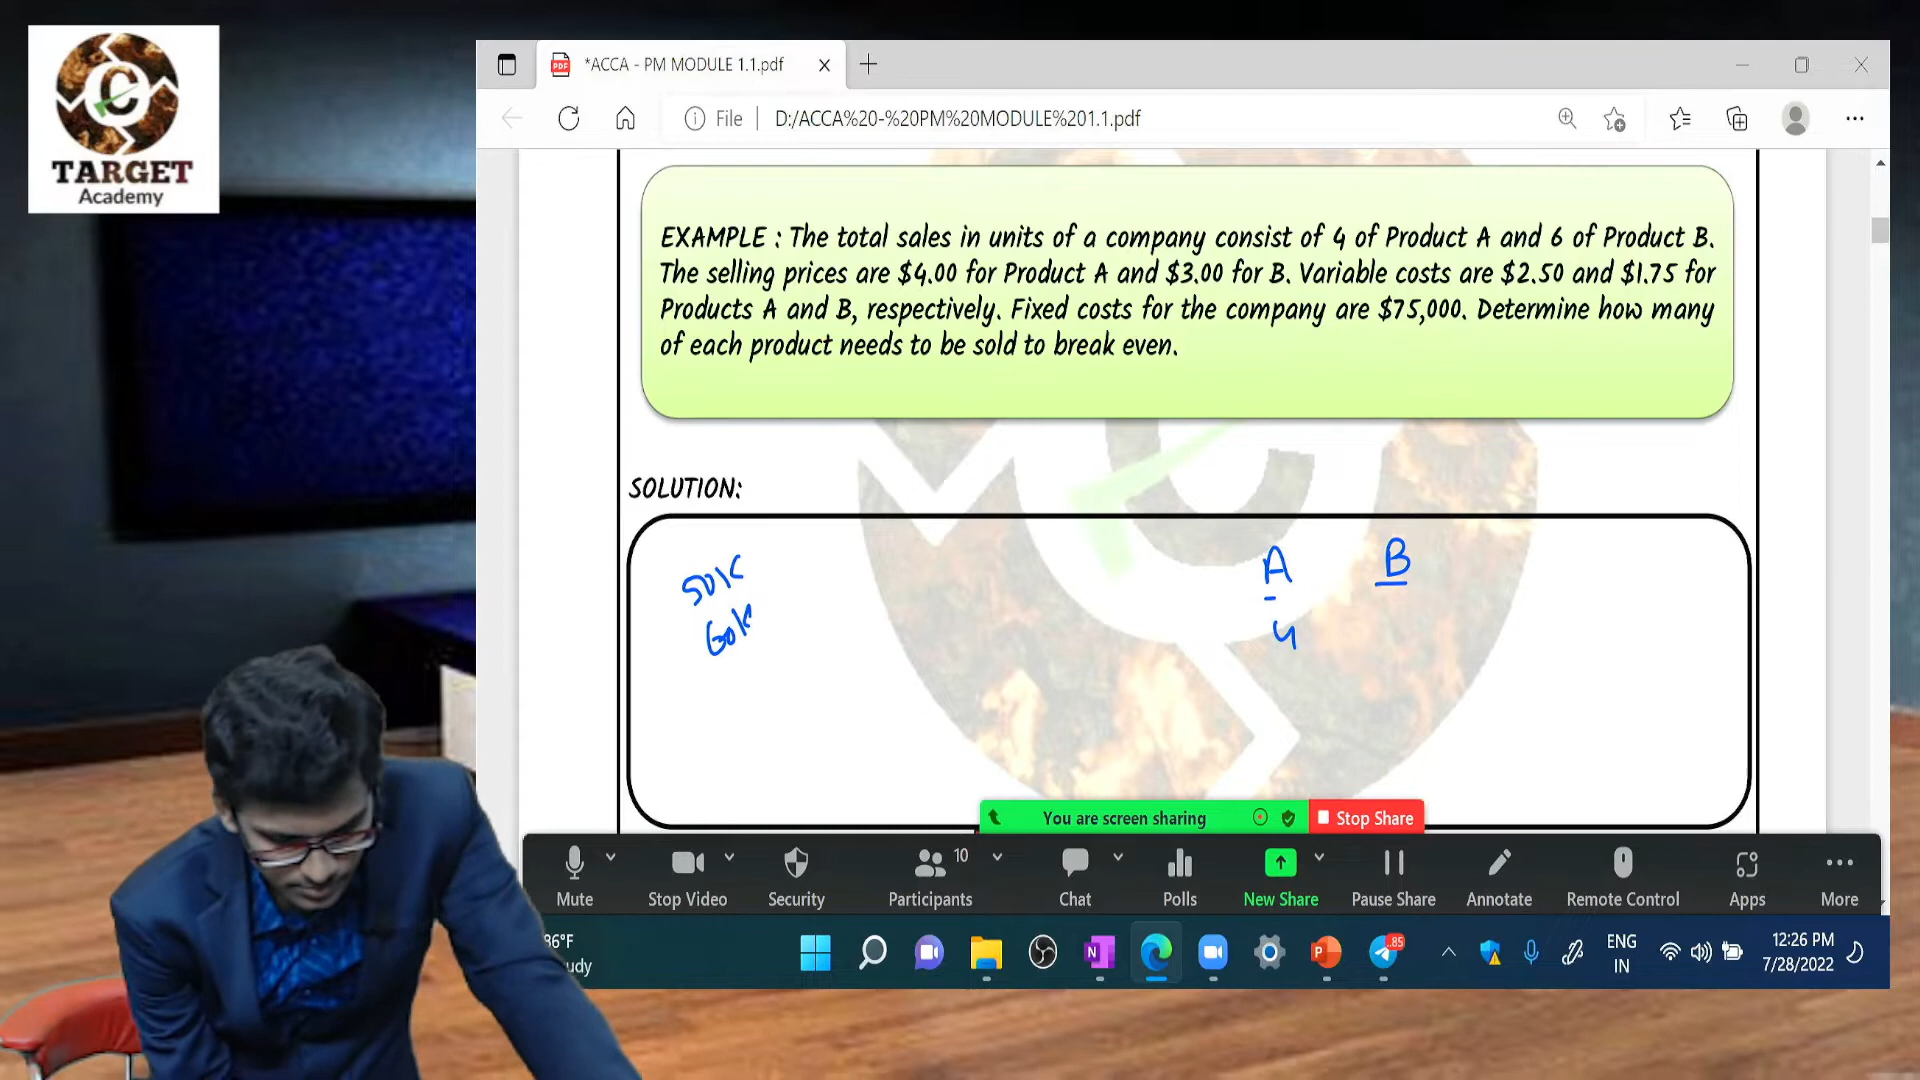 C
TARGET
Academy
*ACCA - PM MODULE 1.1.pdf
File D:/ACCA%20-%20PM%20MODULE%201.1.pdf
EXAMPLE : The total sales in units of a company consist of 4 of Product A and 6 of Product B.
The selling prices are $4.00 for Product A and $3.00 for B. Variable costs are $2.50 and $1.75 for
Products A and B, respectively. Fixed costs for the company are $75,000. Determine how many
of each product needs to be sold to break even.
SOLUTION:
50K
60K
A B
4
You are screen sharing Stop Share
Mute Stop Video Security Participants 10 Chat Polls New Share Pause Share Annotate Remote Control Apps More
86°F
udy
ENG
IN
12:26 PM
7/28/2022
85